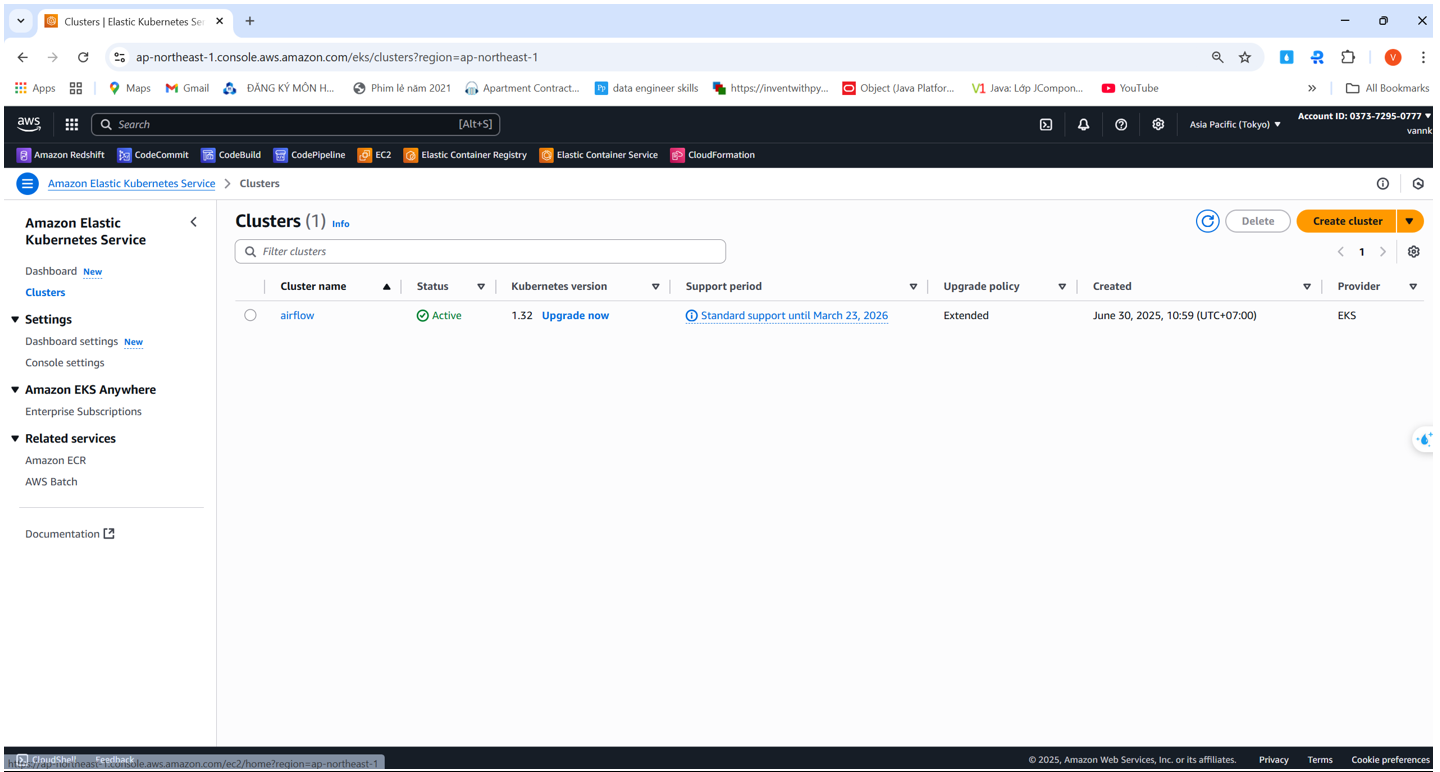 Clusters | Elastic Kubernetes Ser
ap-northeast-1.console.aws.amazon.com/eks/clusters?region=ap-northeast-1
V
Apps Maps Gmail ĐĂNG KÝ MÔN H... Phim lẻ năm 2021 Apartment Contract... Pp data engineer skills https://inventwithpy... Object (Java Platfor... V1 Java: Lớp JCompon... YouTube » All Bookmarks
aws Search [Alt+S] Asia Pacific (Tokyo) Account ID: 0373-7295-0777
vannk
Amazon Redshift CodeCommit CodeBuild CodePipeline EC2 Elastic Container Registry Elastic Container Service CloudFormation
Amazon Elastic Kubernetes Service > Clusters
Amazon Elastic
Kubernetes Service
Dashboard New
Clusters
Settings
Dashboard settings New
Console settings
Amazon EKS Anywhere
Enterprise Subscriptions
Related services
Amazon ECR
AWS Batch
Documentation
Clusters (1) Info
Delete Create cluster
Filter clusters
1
Cluster name Status Kubernetes version Support period Upgrade policy Created Provider
airflow Active 1.32 Upgrade now Standard support until March 23, 2026 Extended June 30, 2025, 10:59 (UTC+07:00) EKS
CloudShell Feedback
https://ap-northeast-1.console.aws.amazon.com/ec2/home?region=ap-northeast-1
© 2025, Amazon Web Services, Inc. or its affiliates. Privacy Terms Cookie preferences